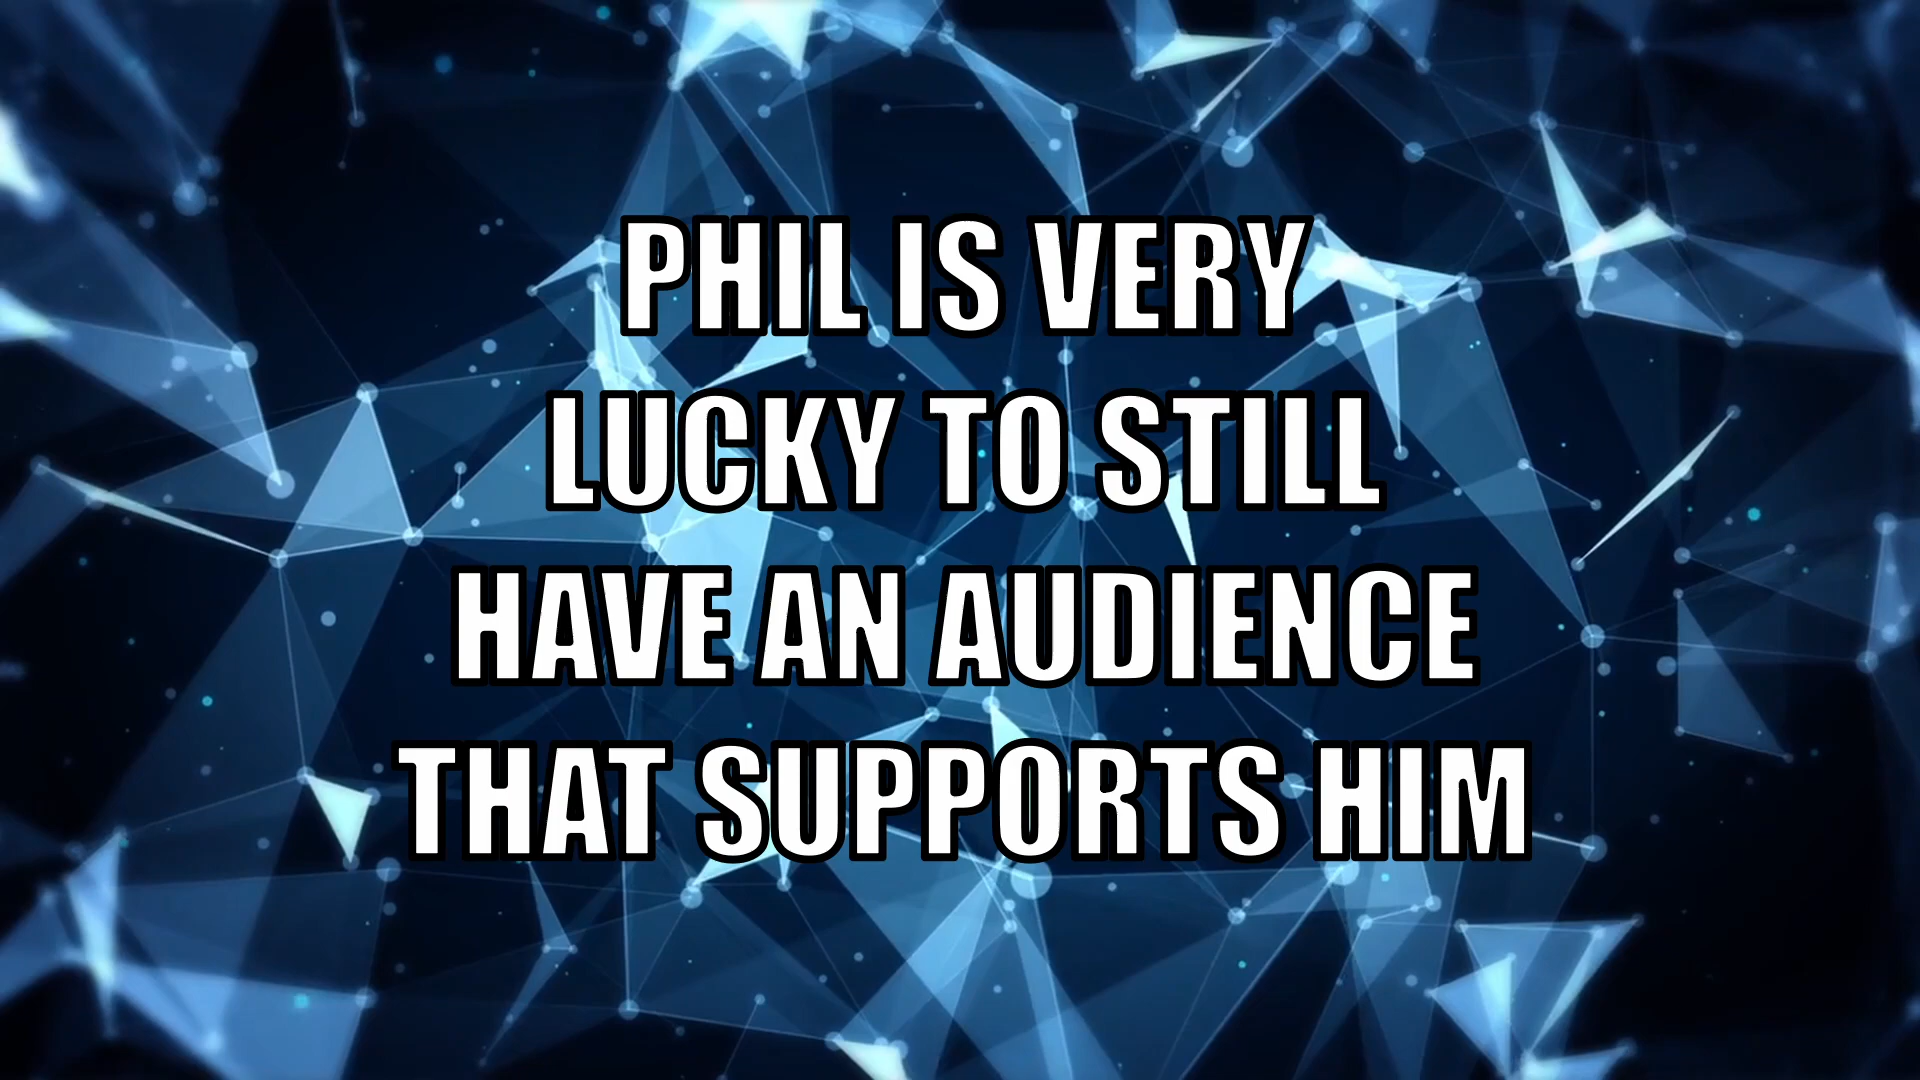 PHIL IS VERY
LUCKY TO STILL
HAVE AN AUDIENCE
THAT SUPPORTS HIM